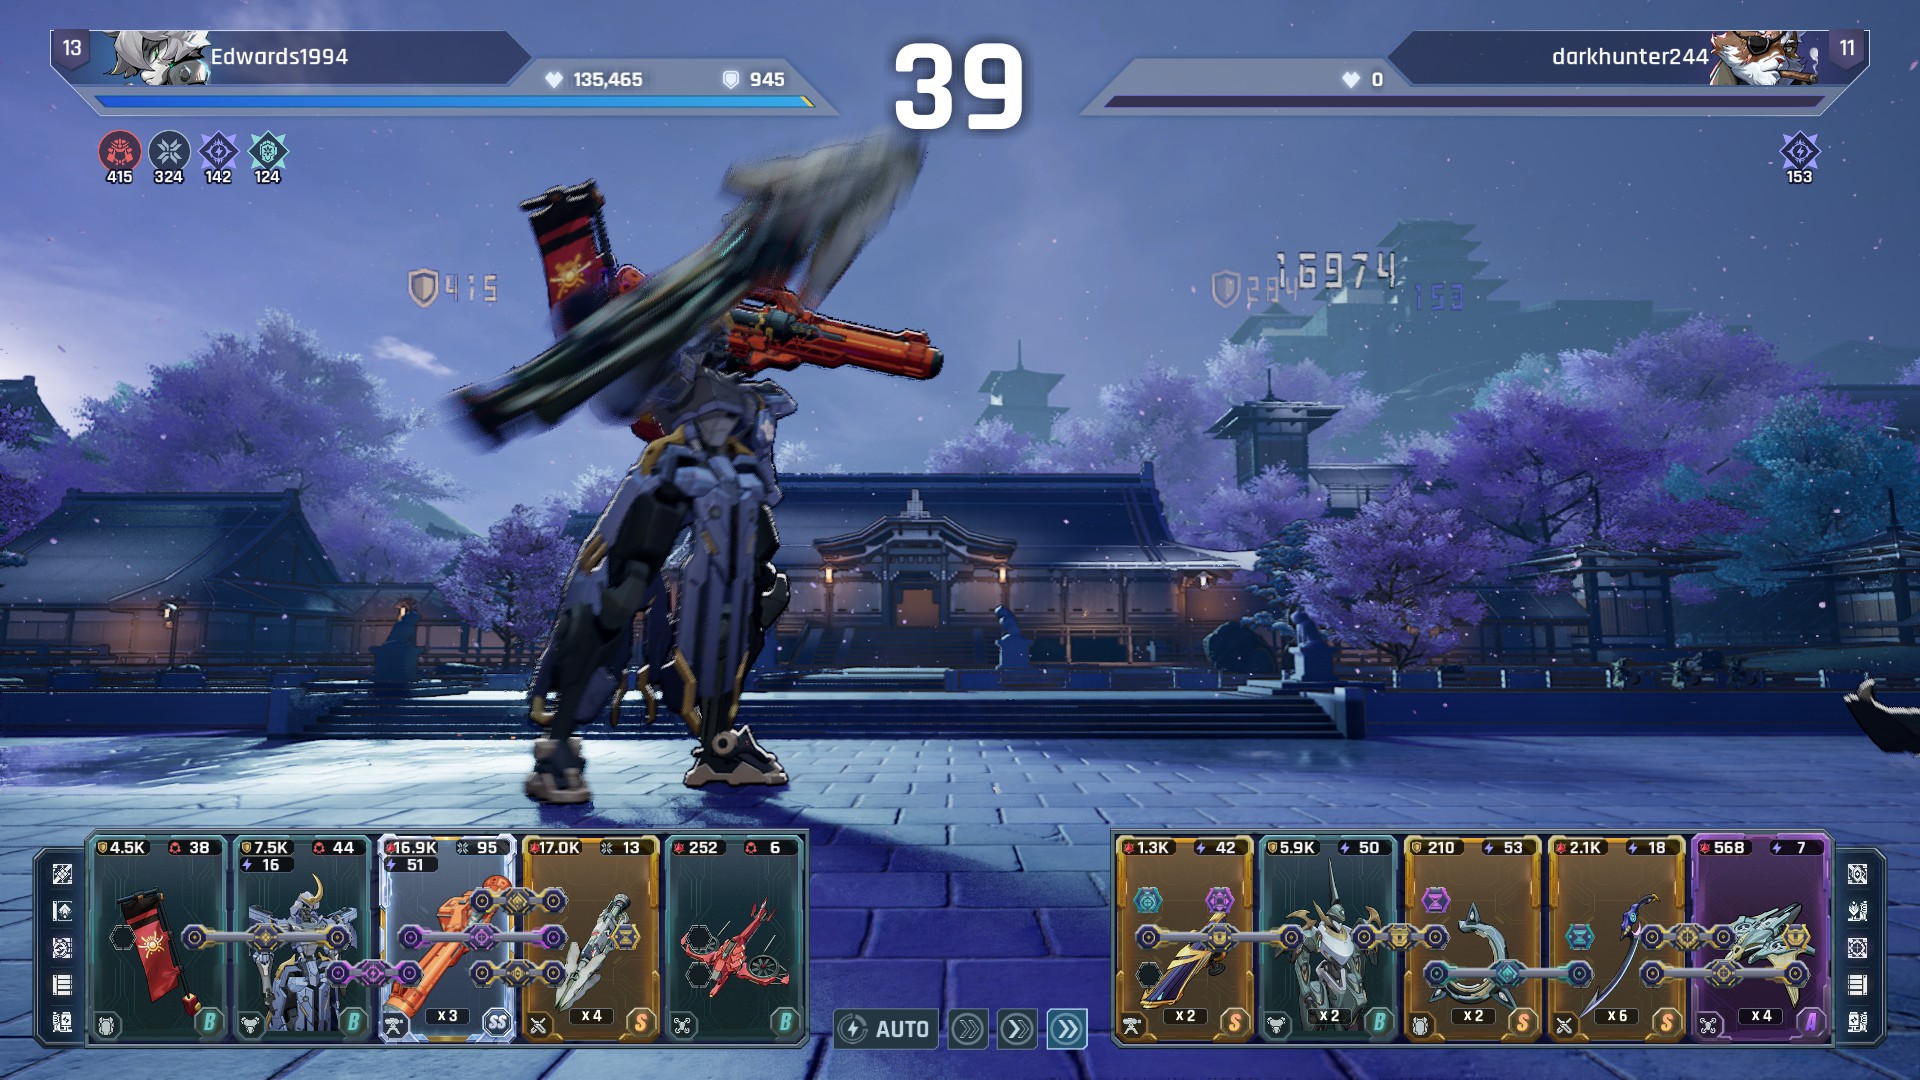 13
Edwards1994
135,465
945
39
0
darkhunter244
11
415
324
142
124
153
415
16974
153
4.5K
38
B
7.5K
44
16
B
16.9K
95
51
x3
SS
17.0K
13
x4
S
252
6
B
AUTO
1.3K
42
x2
S
5.9K
50
x2
B
210
53
x2
S
2.1K
18
x6
S
568
7
x4
A